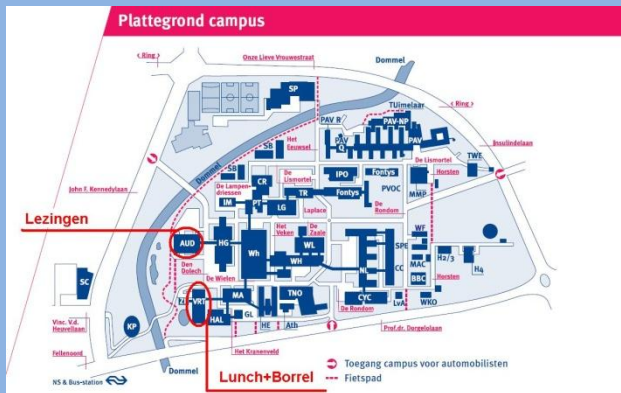 Plattegrond campus
Onze Lieve Vrouwestraat
Dommel
< Ring >
SP
TUimelaar
< Ring >
PAV R
PAV-NP
Het Eeuwsel
PAV
Q
PAV
Insulindelaan
SB
Dommel
SB
De Lismortel
TWE
De Lismortel
Horsten
CR
IPO
Fontys
John F. Kennedylaan
De Lampen-
driessen
PVOC
MMP
IM
PT
TR
Fontys
LG
Laplace
De Rondom
Lezingen
AUD
HG
Het Veken
De Zaale
WF
Wh
WL
SPE
H2/3
Den Dolech
WH
NL
CC
MAC
H4
De Wielen
BBC
Horsten
SC
MA
TNO
CYC
VRT
De Rondom
LvA
WKO
KP
HAL
GL
HE
Ath
Vinc. V.d.
Heuvellaan
Prof.dr. Dorgelolaan
Fellenoord
Het Kranenveld
Dommel
Lunch+Borrel
Toegang campus voor automobilisten
Fietspad
NS & Bus-station